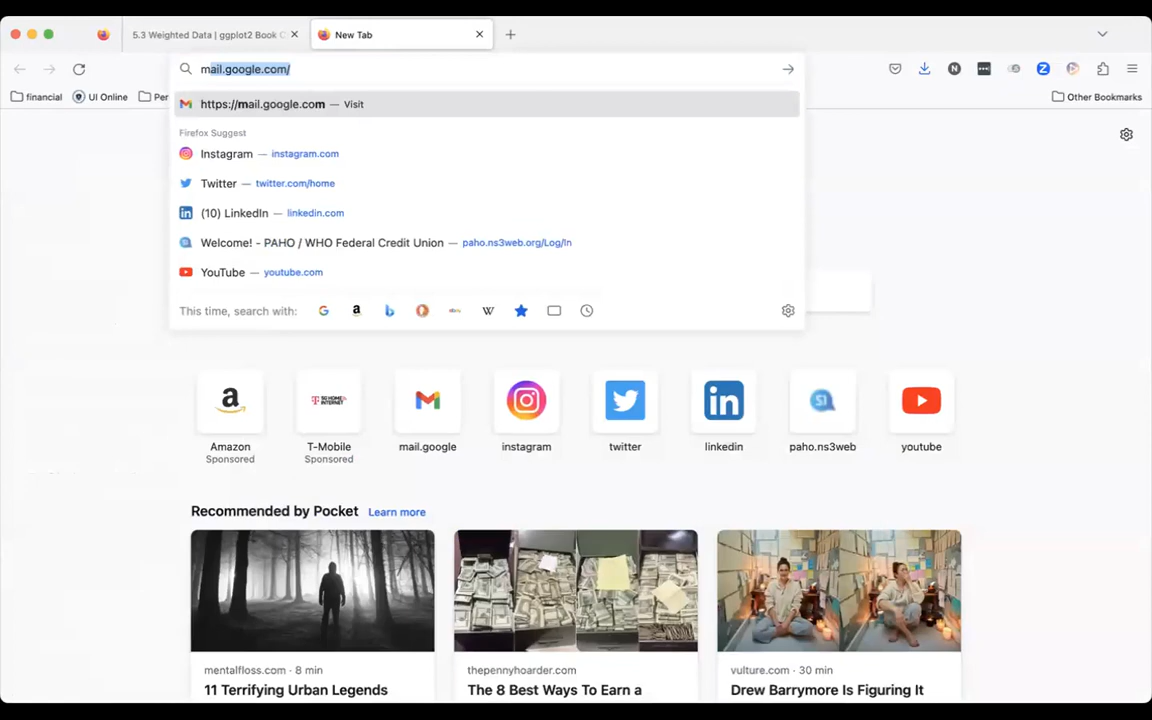 5.3 Weighted Data | ggplot2 Book C
New Tab
mail.google.com/
financial
UI Online
Per
Other Bookmarks
https://mail.google.com — Visit
Firefox Suggest
Instagram — instagram.com
Twitter — twitter.com/home
(10) LinkedIn — linkedin.com
Welcome! - PAHO / WHO Federal Credit Union — paho.ns3web.org/Log/In
YouTube — youtube.com
This time, search with:
Amazon
Sponsored
T-Mobile
Sponsored
mail.google
instagram
twitter
linkedin
paho.ns3web
youtube
Recommended by Pocket Learn more
mentalfloss.com · 8 min
11 Terrifying Urban Legends
thepennyhoarder.com
The 8 Best Ways To Earn a
vulture.com · 30 min
Drew Barrymore Is Figuring It